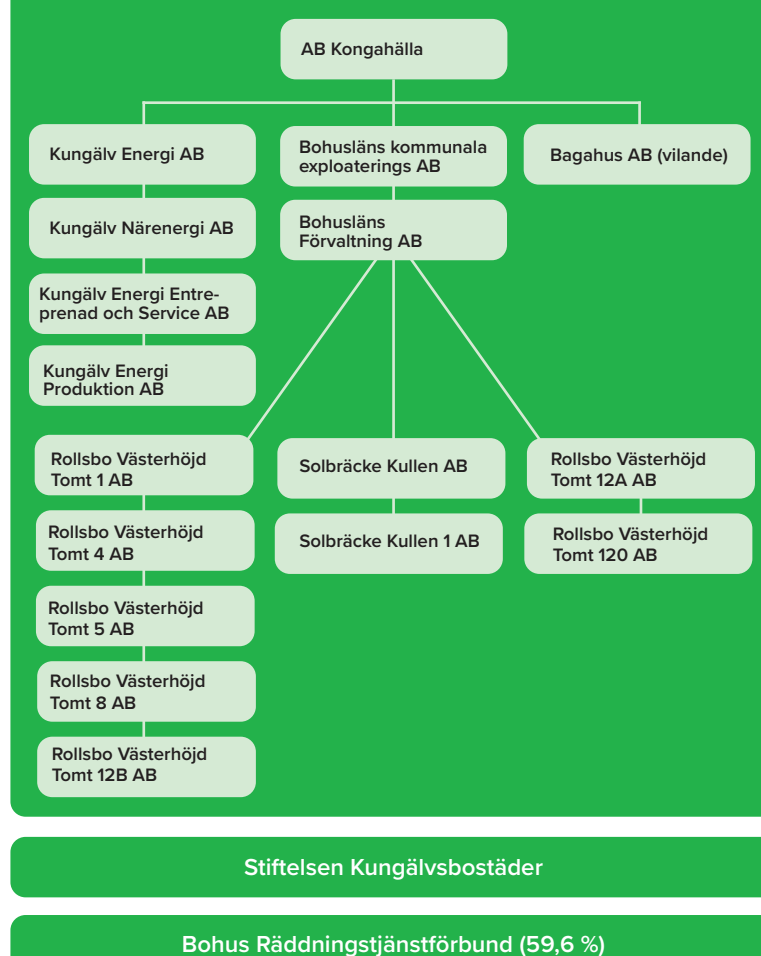 AB Kongahälla
Kungälv Energi AB
Bohusläns kommunala
exploaterings AB
Bagahus AB (vilande)
Kungälv Närenergi AB
Bohusläns
Förvaltning AB
Kungälv Energi Entre-
prenad och Service AB
Kungälv Energi
Produktion AB
Rollsbo Västerhöjd
Tomt 1 AB
Solbräcke Kullen AB
Rollsbo Västerhöjd
Tomt 12A AB
Rollsbo Västerhöjd
Tomt 4 AB
Solbräcke Kullen 1 AB
Rollsbo Västerhöjd
Tomt 120 AB
Rollsbo Västerhöjd
Tomt 5 AB
Rollsbo Västerhöjd
Tomt 8 AB
Rollsbo Västerhöjd
Tomt 12B AB
Stiftelsen Kungälvsbostäder
Bohus Räddningstjänstförbund (59,6 %)